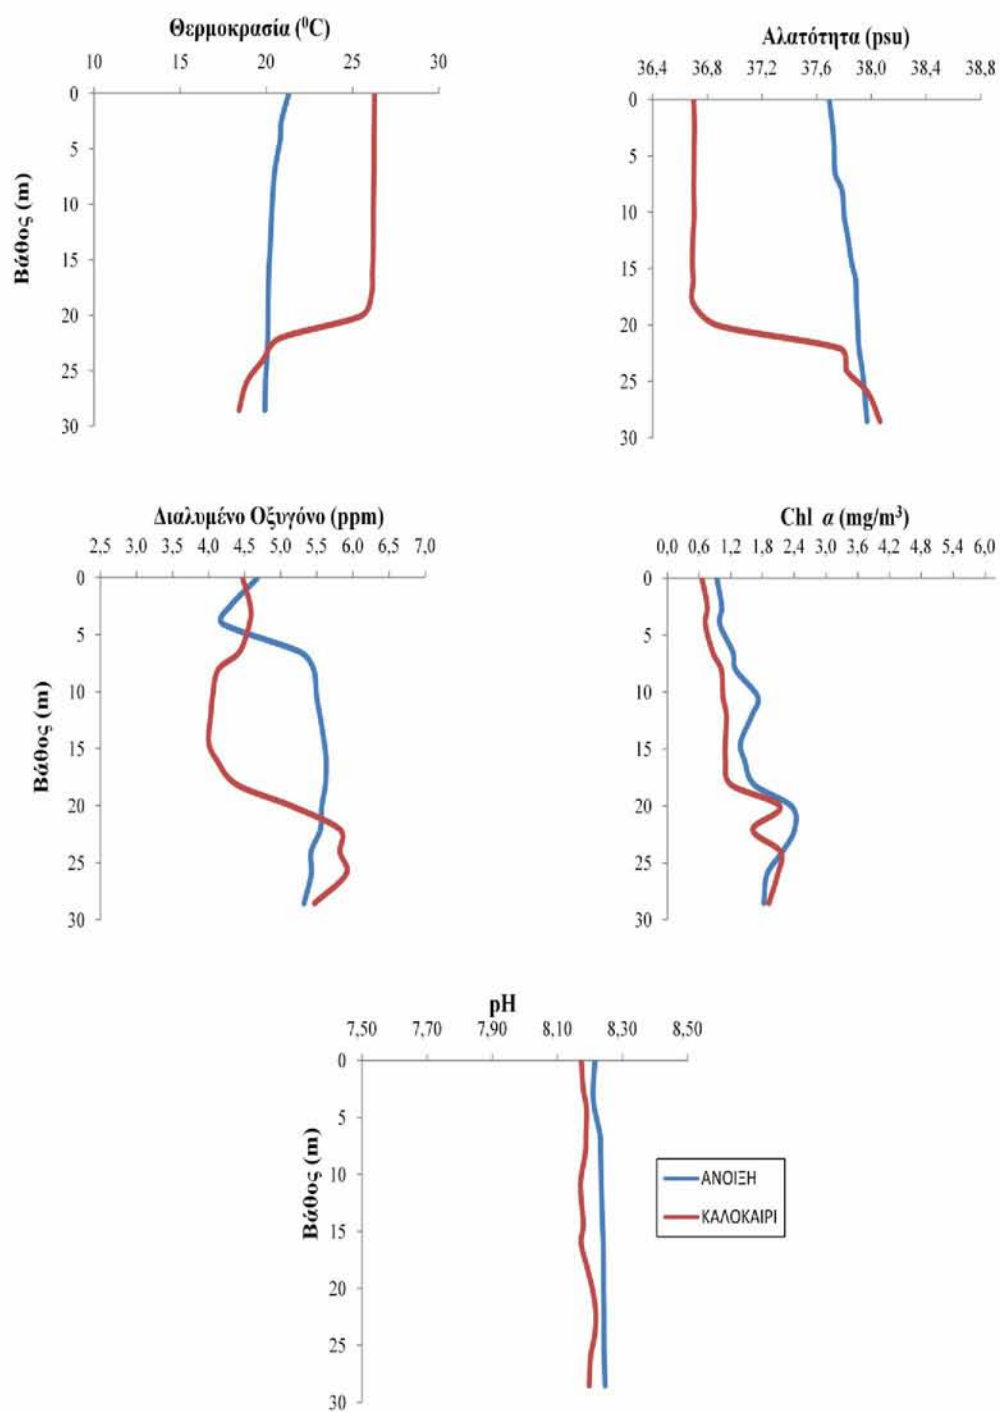 Θερμοκρασία (⁰C)
10 15 20 25 30
0
5
10
15
20
25
30
Βάθος (m)
Αλατότητα (psu)
36,4 36,8 37,2 37,6 38,0 38,4 38,8
0
5
10
15
20
25
30
Διαλυμένο Οξυγόνο (ppm)
2,5 3,0 3,5 4,0 4,5 5,0 5,5 6,0 6,5 7,0
0
5
10
15
20
25
30
Βάθος (m)
Chl α (mg/m³)
0,0 0,6 1,2 1,8 2,4 3,0 3,6 4,2 4,8 5,4 6,0
0
5
10
15
20
25
30
pH
7,50 7,70 7,90 8,10 8,30 8,50
0
5
10
15
20
25
30
Βάθος (m)
ΑΝΟΙΞΗ
ΚΑΛΟΚΑΙΡΙ